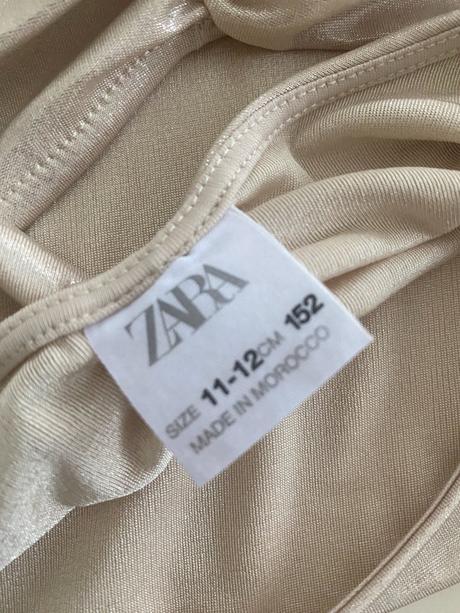 ZARA
SIZE 11-12 CM 152
MADE IN MOROCCO